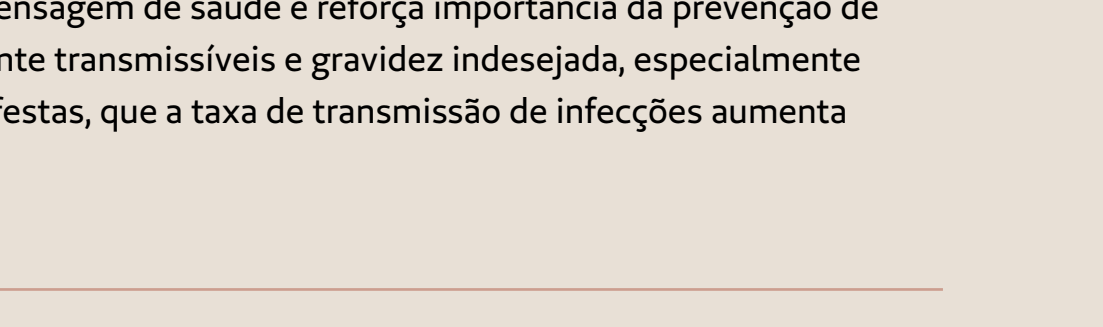 ensagem de saúde e reforça importância da prevenção de
nte transmissíveis e gravidez indesejada, especialmente
festas, que a taxa de transmissão de infecções aumenta